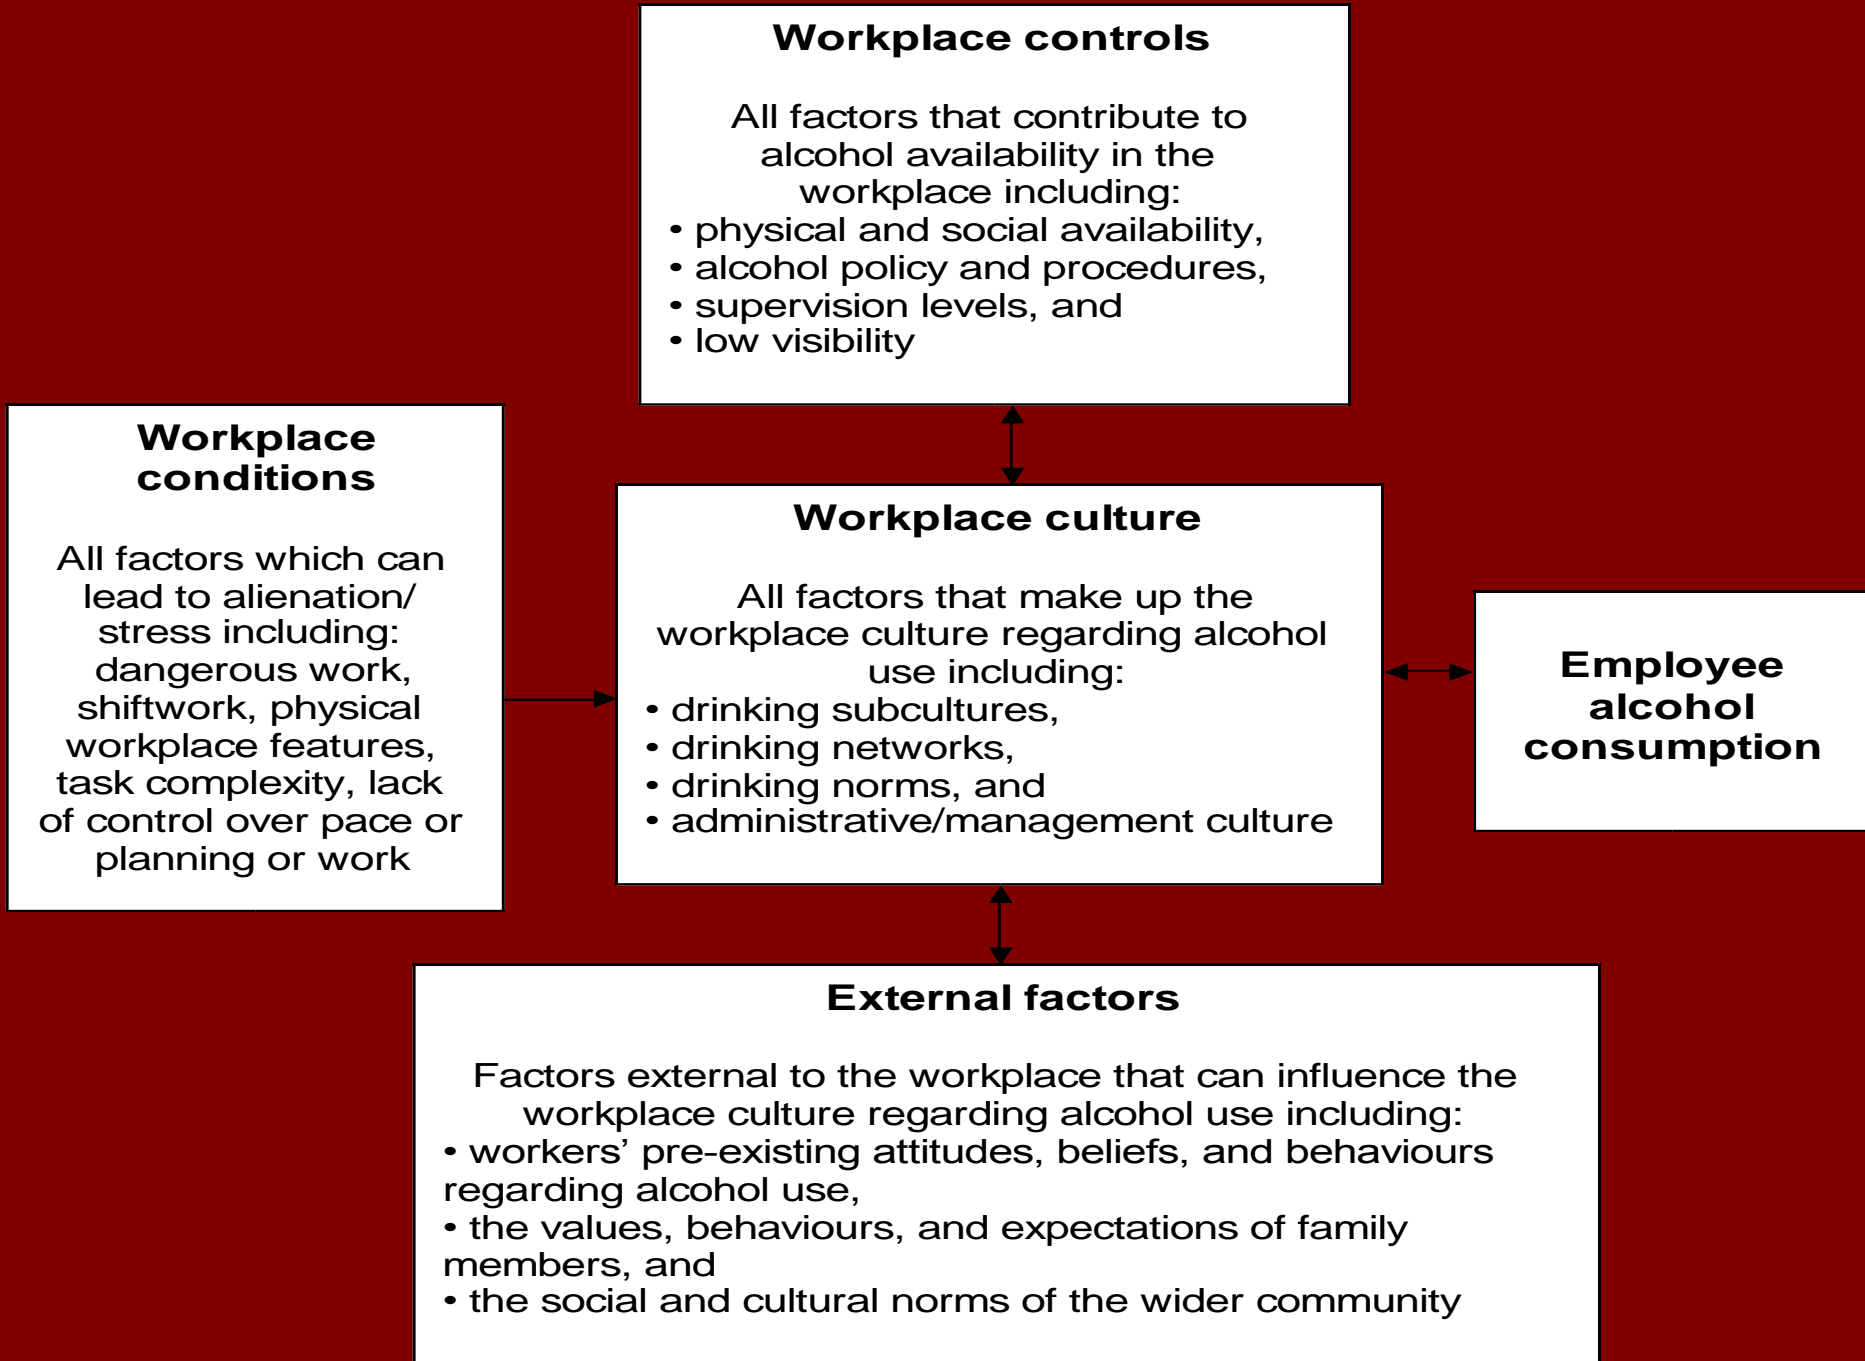 Workplace controls
All factors that contribute to
alcohol availability in the
workplace including:
• physical and social availability,
• alcohol policy and procedures,
• supervision levels, and
• low visibility
Workplace
conditions
All factors which can
lead to alienation/
stress including:
dangerous work,
shiftwork, physical
workplace features,
task complexity, lack
of control over pace or
planning or work
Workplace culture
All factors that make up the
workplace culture regarding alcohol
use including:
• drinking subcultures,
• drinking networks,
• drinking norms, and
• administrative/management culture
Employee
alcohol
consumption
External factors
Factors external to the workplace that can influence the
workplace culture regarding alcohol use including:
• workers’ pre-existing attitudes, beliefs, and behaviours
regarding alcohol use,
• the values, behaviours, and expectations of family
members, and
• the social and cultural norms of the wider community